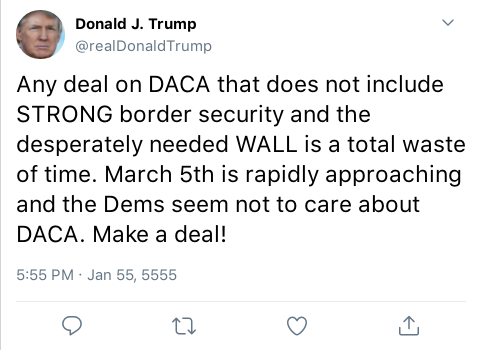 Donald J. Trump
@realDonaldTrump
Any deal on DACA that does not include
STRONG border security and the
desperately needed WALL is a total waste
of time. March 5th is rapidly approaching
and the Dems seem not to care about
DACA. Make a deal!
5:55 PM · Jan 55, 5555